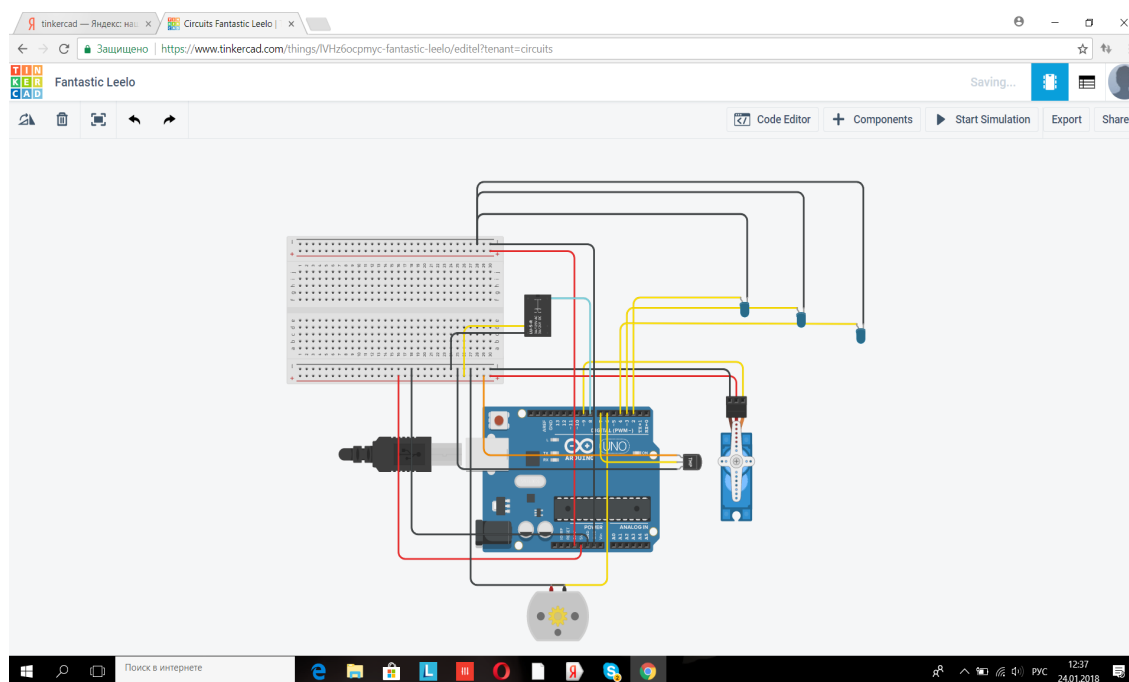 tinkercad — Яндекс: наш
Circuits Fantastic Leelo |
Защищено
https://www.tinkercad.com/things/lVHz6ocpmyc-fantastic-leelo/editel?tenant=circuits
TIN
KER
CAD
Fantastic Leelo
Saving...
Code Editor
Components
Start Simulation
Export
Share
DIGITAL (PWM~)
UNO
ARDUINO
ON
POWER
ANALOG IN
Поиск в интернете
РУС
12:37
24.01.2018